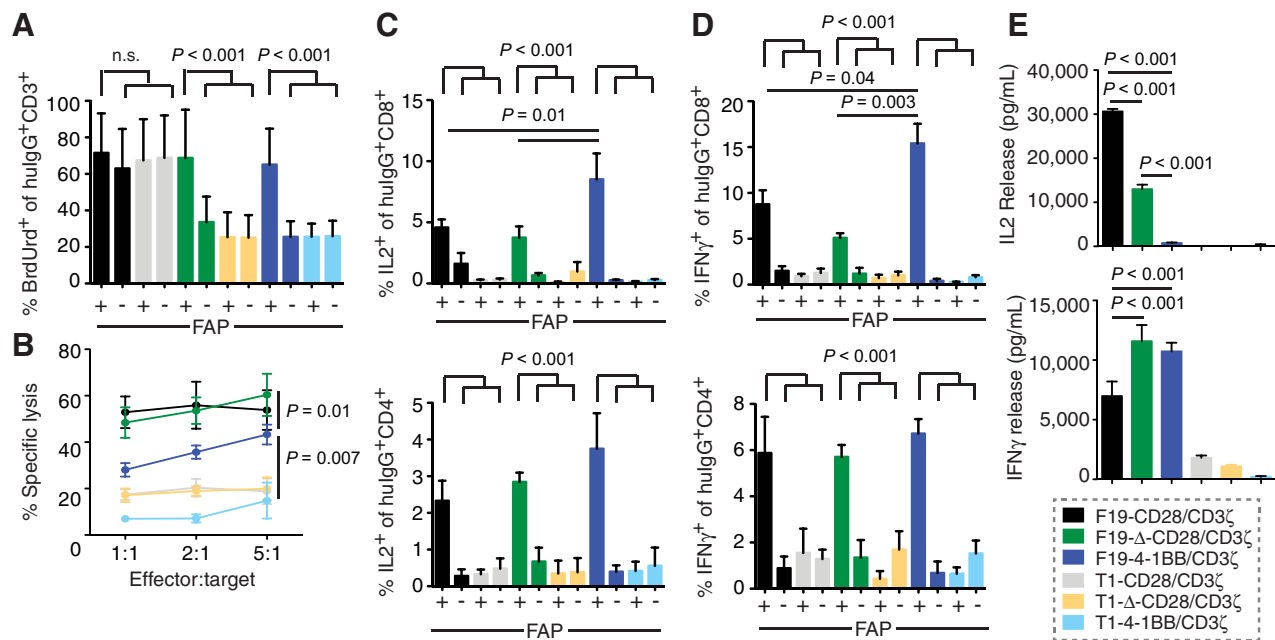 A
n.s.
P < 0.001
P < 0.001
% BrdUrd⁺ of huIgG⁺CD3⁺
100
80
60
40
20
0
+ - + - + - + - + - + -
FAP
B
% Specific lysis
80
60
40
20
0
P = 0.01
P = 0.007
1:1 2:1 5:1
Effector:target
C
P < 0.001
P = 0.01
% IL2⁺ of huIgG⁺CD8⁺
15
10
5
0
+ - + - + - + - + - + -
FAP
P < 0.001
% IL2⁺ of huIgG⁺CD4⁺
5
4
3
2
1
0
+ - + - + - + - + - + -
FAP
D
P < 0.001
P = 0.04
P = 0.003
% IFNγ⁺ of huIgG⁺CD8⁺
20
15
10
5
0
+ - + - + - + - + - + -
FAP
P < 0.001
% IFNγ⁺ of huIgG⁺CD4⁺
8
6
4
2
0
+ - + - + - + - + - + -
FAP
E
P < 0.001
P < 0.001
P < 0.001
IL2 Release (pg/mL)
40,000
30,000
20,000
10,000
0
P < 0.001
P < 0.001
IFNγ release (pg/mL)
15,000
10,000
5,000
0
F19-CD28/CD3ζ
F19-Δ-CD28/CD3ζ
F19-4-1BB/CD3ζ
T1-CD28/CD3ζ
T1-Δ-CD28/CD3ζ
T1-4-1BB/CD3ζ